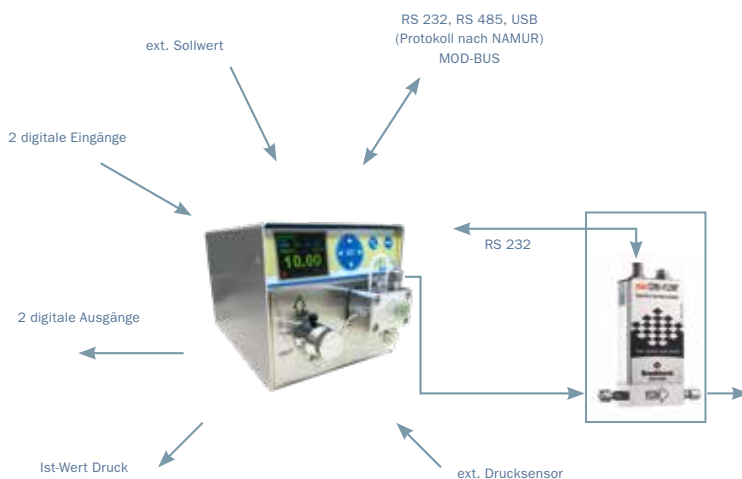 RS 232, RS 485, USB
(Protokoll nach NAMUR)
MOD-BUS
ext. Sollwert
2 digitale Eingänge
10.00
RS 232
2 digitale Ausgänge
Ist-Wert Druck
ext. Drucksensor